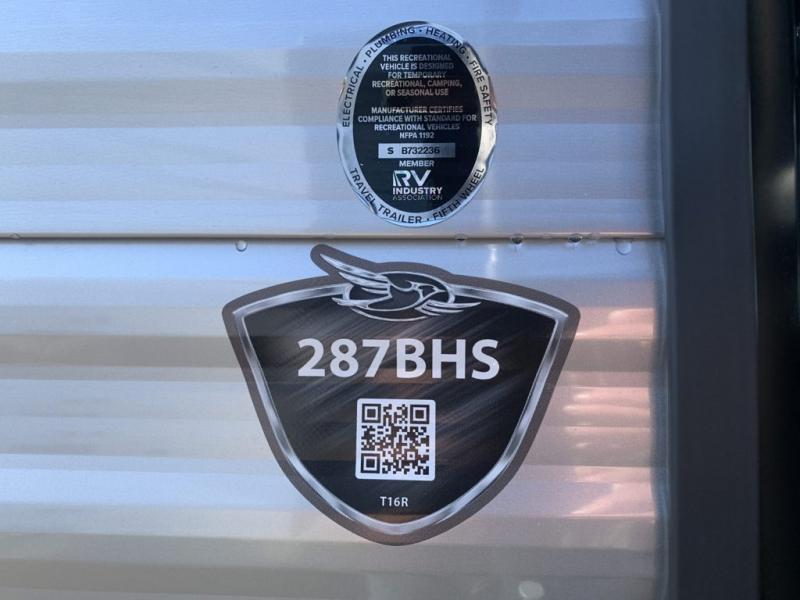 ELECTRICAL • PLUMBING • HEATING • FIRE SAFETY
THIS RECREATIONAL
VEHICLE IS DESIGNED
FOR TEMPORARY
RECREATIONAL, CAMPING,
OR SEASONAL USE
MANUFACTURER CERTIFIES
COMPLIANCE WITH STANDARD FOR
RECREATIONAL VEHICLES
NFPA 1192
S B732236
MEMBER
RV
INDUSTRY
ASSOCIATION
TRAVEL TRAILER • FIFTH WHEEL
287BHS
T16R